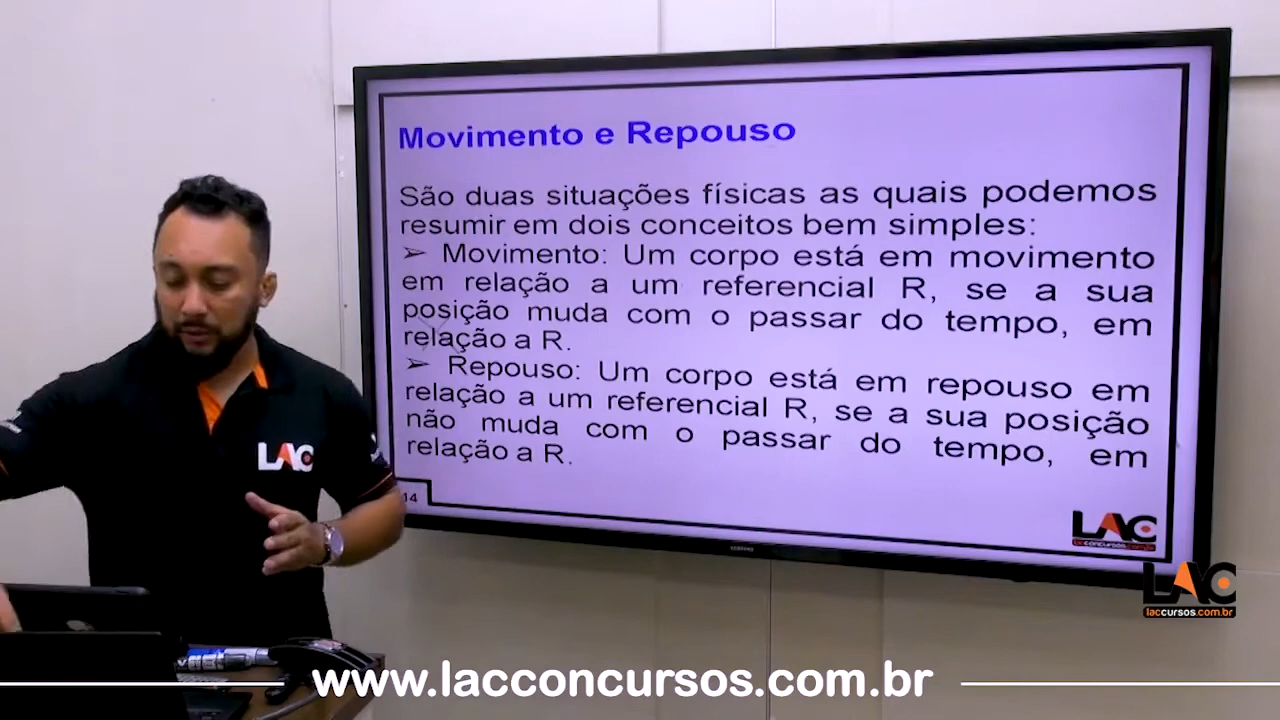 Movimento e Repouso
São duas situações físicas as quais podemos
resumir em dois conceitos bem simples:
➢ Movimento: Um corpo está em movimento
em relação a um referencial R, se a sua
posição muda com o passar do tempo, em
relação a R.
➢ Repouso: Um corpo está em repouso em
relação a um referencial R, se a sua posição
não muda com o passar do tempo, em
relação a R.
14
LAC
lacconcursos.com.br
LAC
LAC
laccursos.com.br
www.lacconcursos.com.br